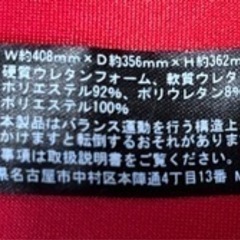 W約408mm×D約356mm×H約362m
硬質ウレタンフォーム、軟質ウレタ
ポリエステル92%、ポリウレタン8%
ポリエステル100%
本製品はバランス運動を行う構造上
かけますと転倒するおそれがありま
際は取扱説明書をご覧下さい。
県名古屋市中村区本陣通4丁目13番 M